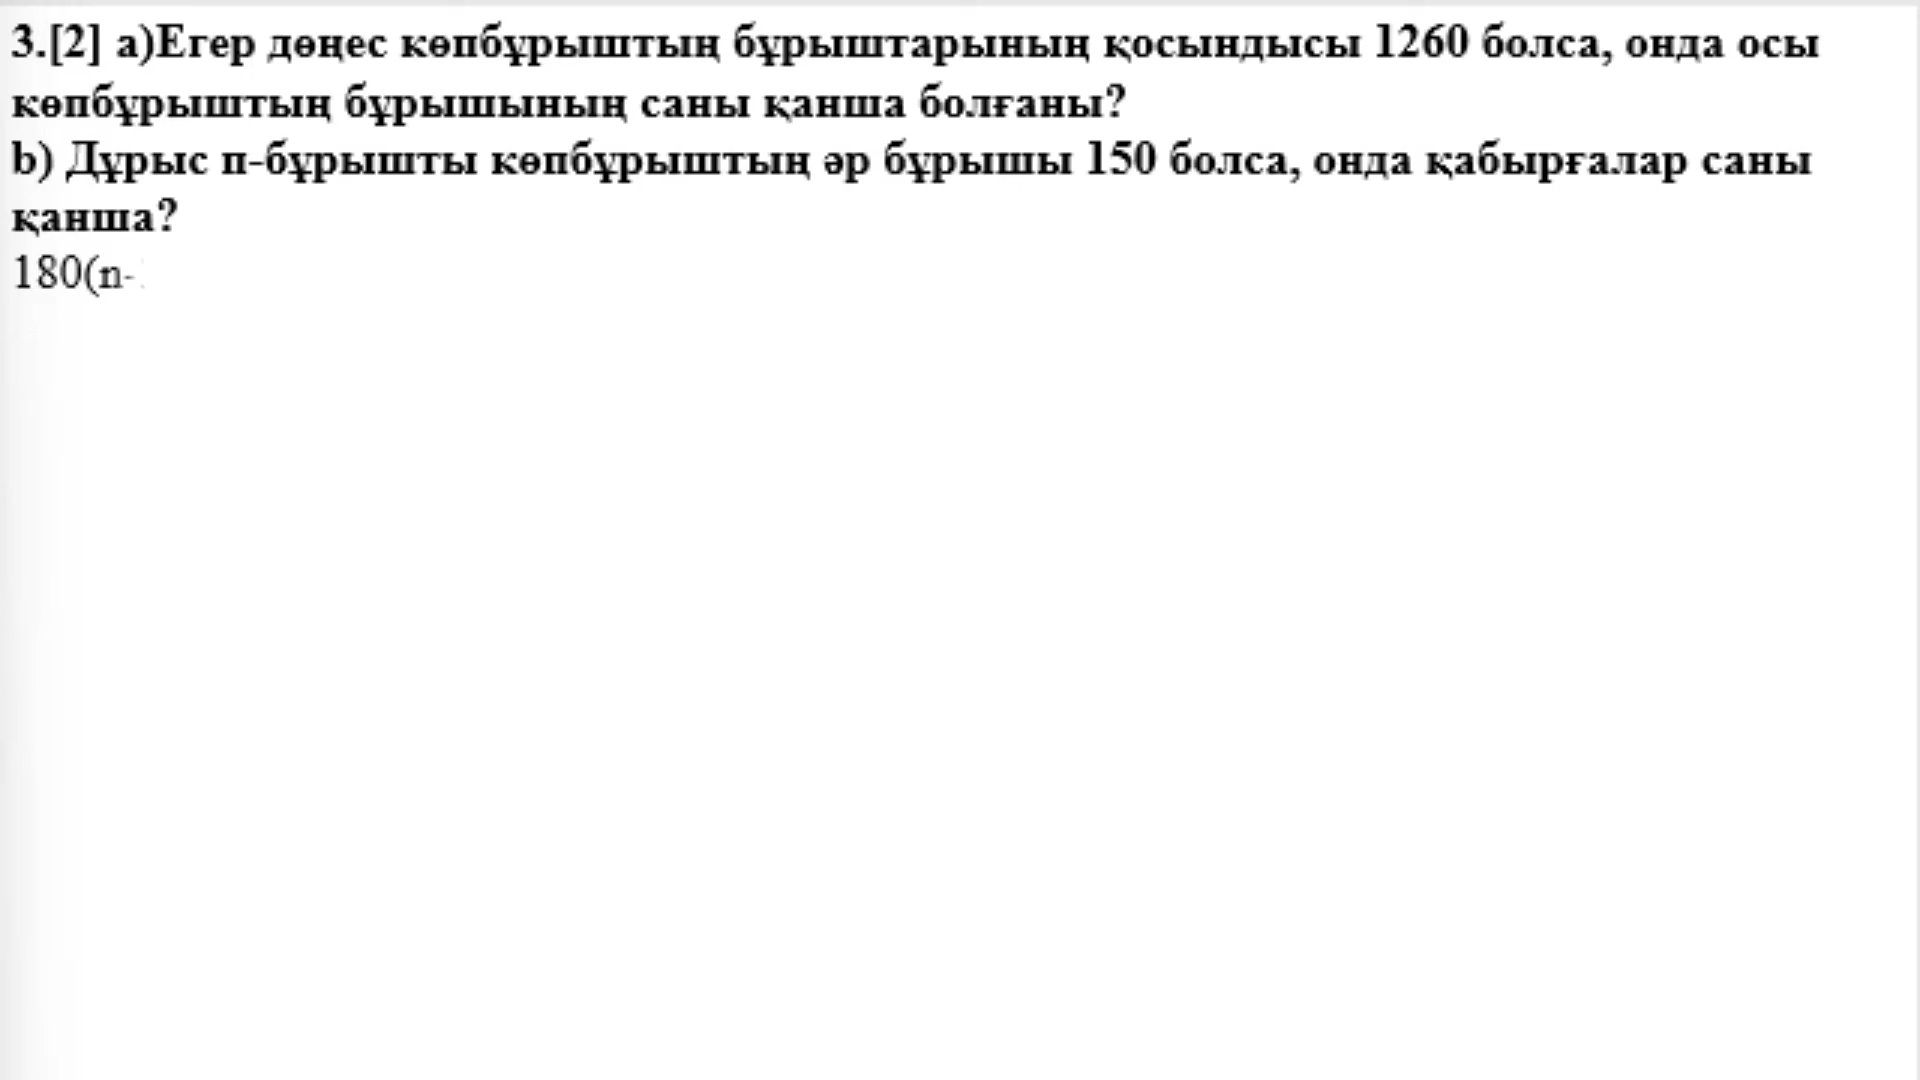 3.[2] a)Егер дөңес көпбұрыштың бұрыштарының қосындысы 1260 болса, онда осы
көпбұрыштың бұрышының саны қанша болғаны?
b) Дұрыс п-бұрышты көпбұрыштың әр бұрышы 150 болса, онда қабырғалар саны
қанша?
180(n-